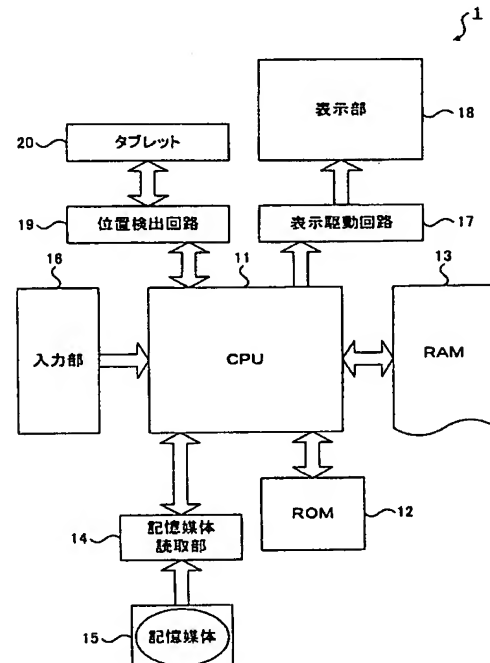 1
表示部
18
20
タブレット
19
位置検出回路
表示駆動回路
17
16
11
13
入力部
CPU
RAM
ROM
12
14
記憶媒体
読取部
15
記憶媒体